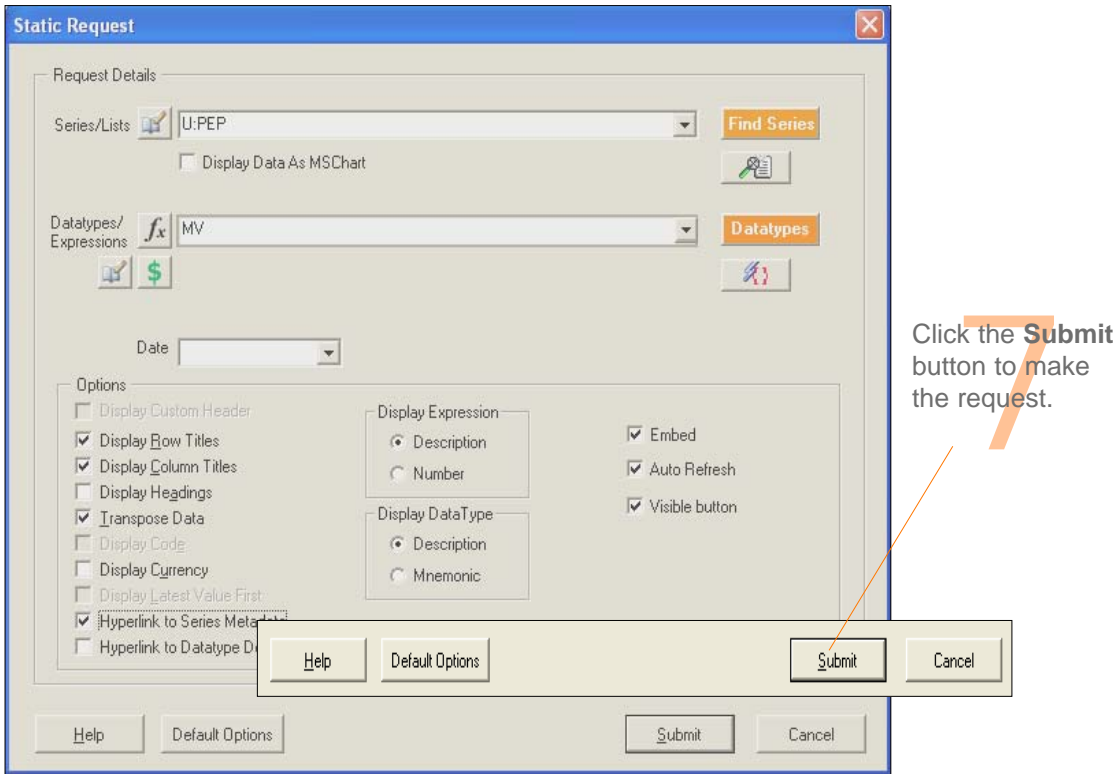 Static Request
Request Details
Series/Lists
U:PEP
Find Series
Display Data As MSChart
Datatypes/
Expressions
fx
MV
Datatypes
$
Date
Options
Display Custom Header
Display Row Titles
Display Column Titles
Display Headings
Transpose Data
Display Code
Display Currency
Display Latest Value First
Hyperlink to Series Metadata
Hyperlink to Datatype D
Display Expression
Description
Number
Display DataType
Description
Mnemonic
Embed
Auto Refresh
Visible button
Help
Default Options
Submit
Cancel
Help
Default Options
Submit
Cancel
7
Click the Submit
button to make
the request.